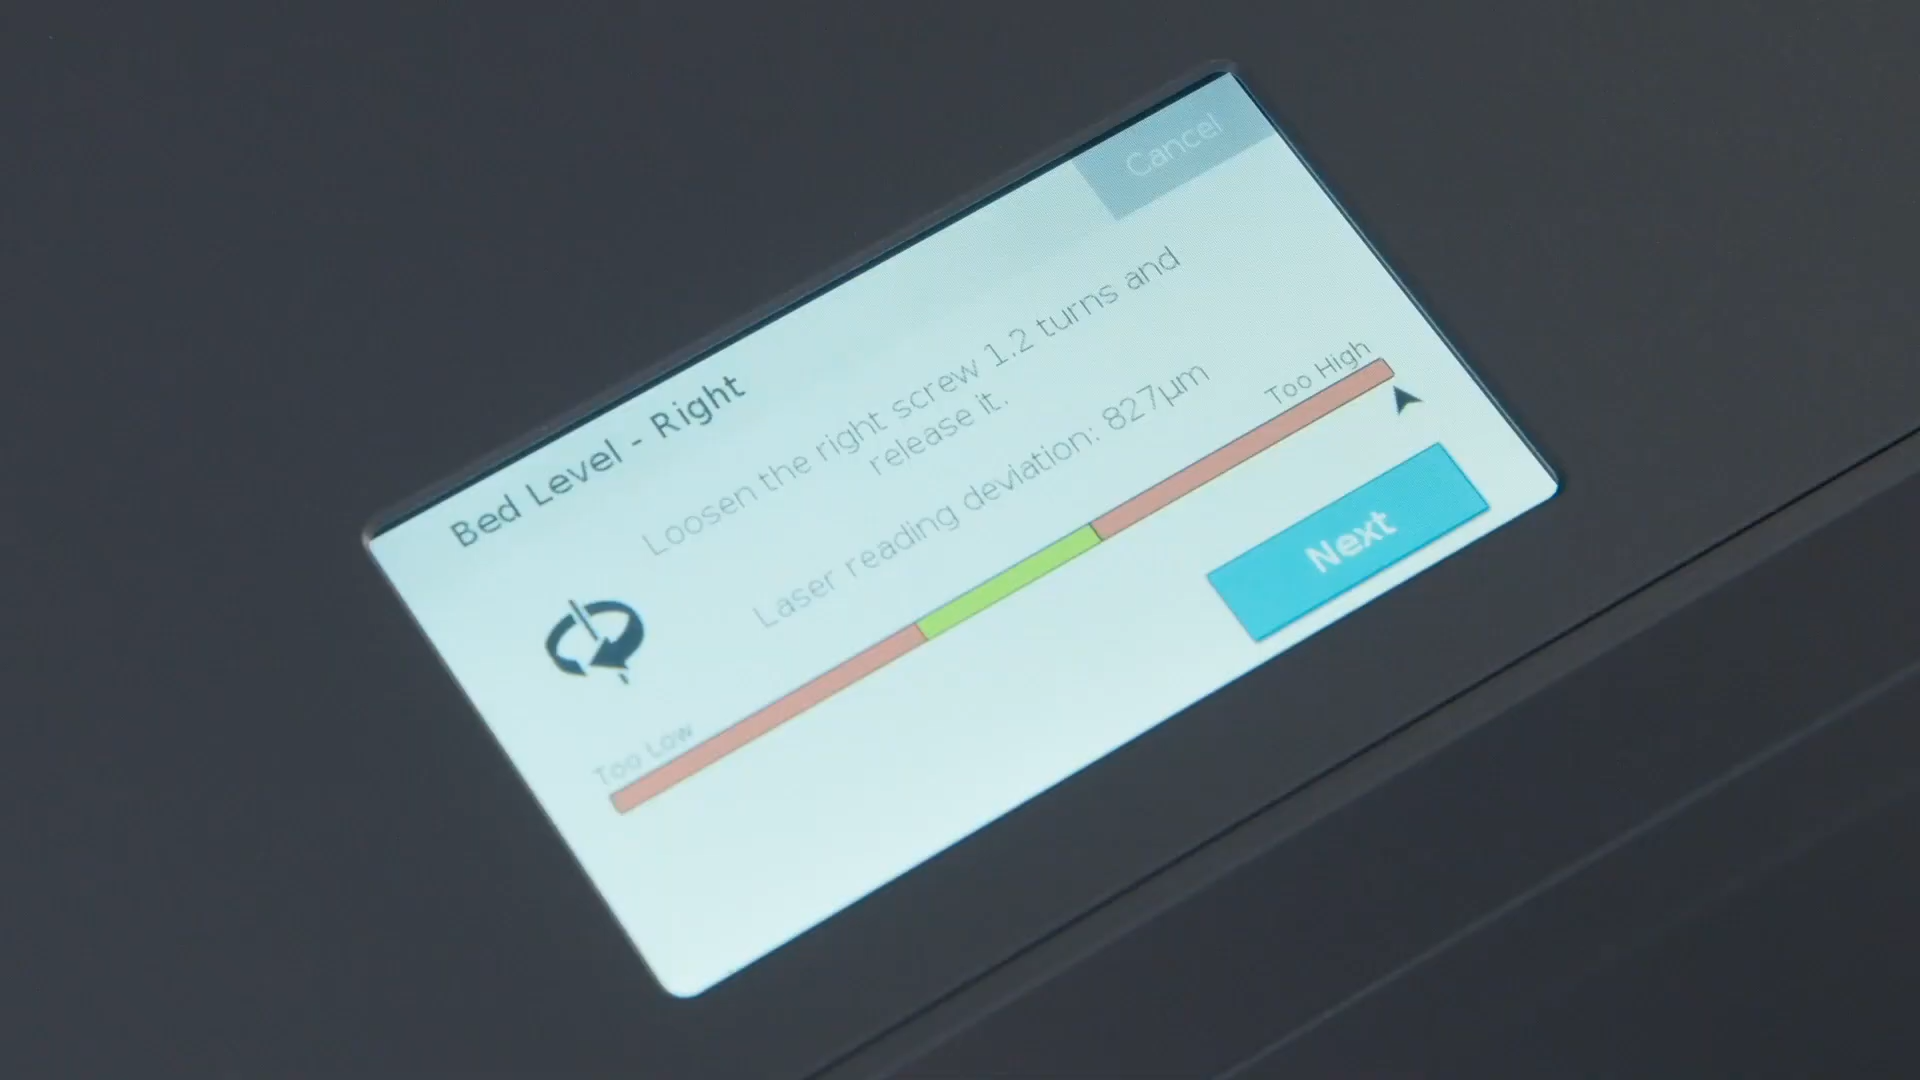 Cancel
Bed Level - Right
Loosen the right screw 1.2 turns and
release it.
Laser reading deviation: 827µm
Too Low
Too High
Next